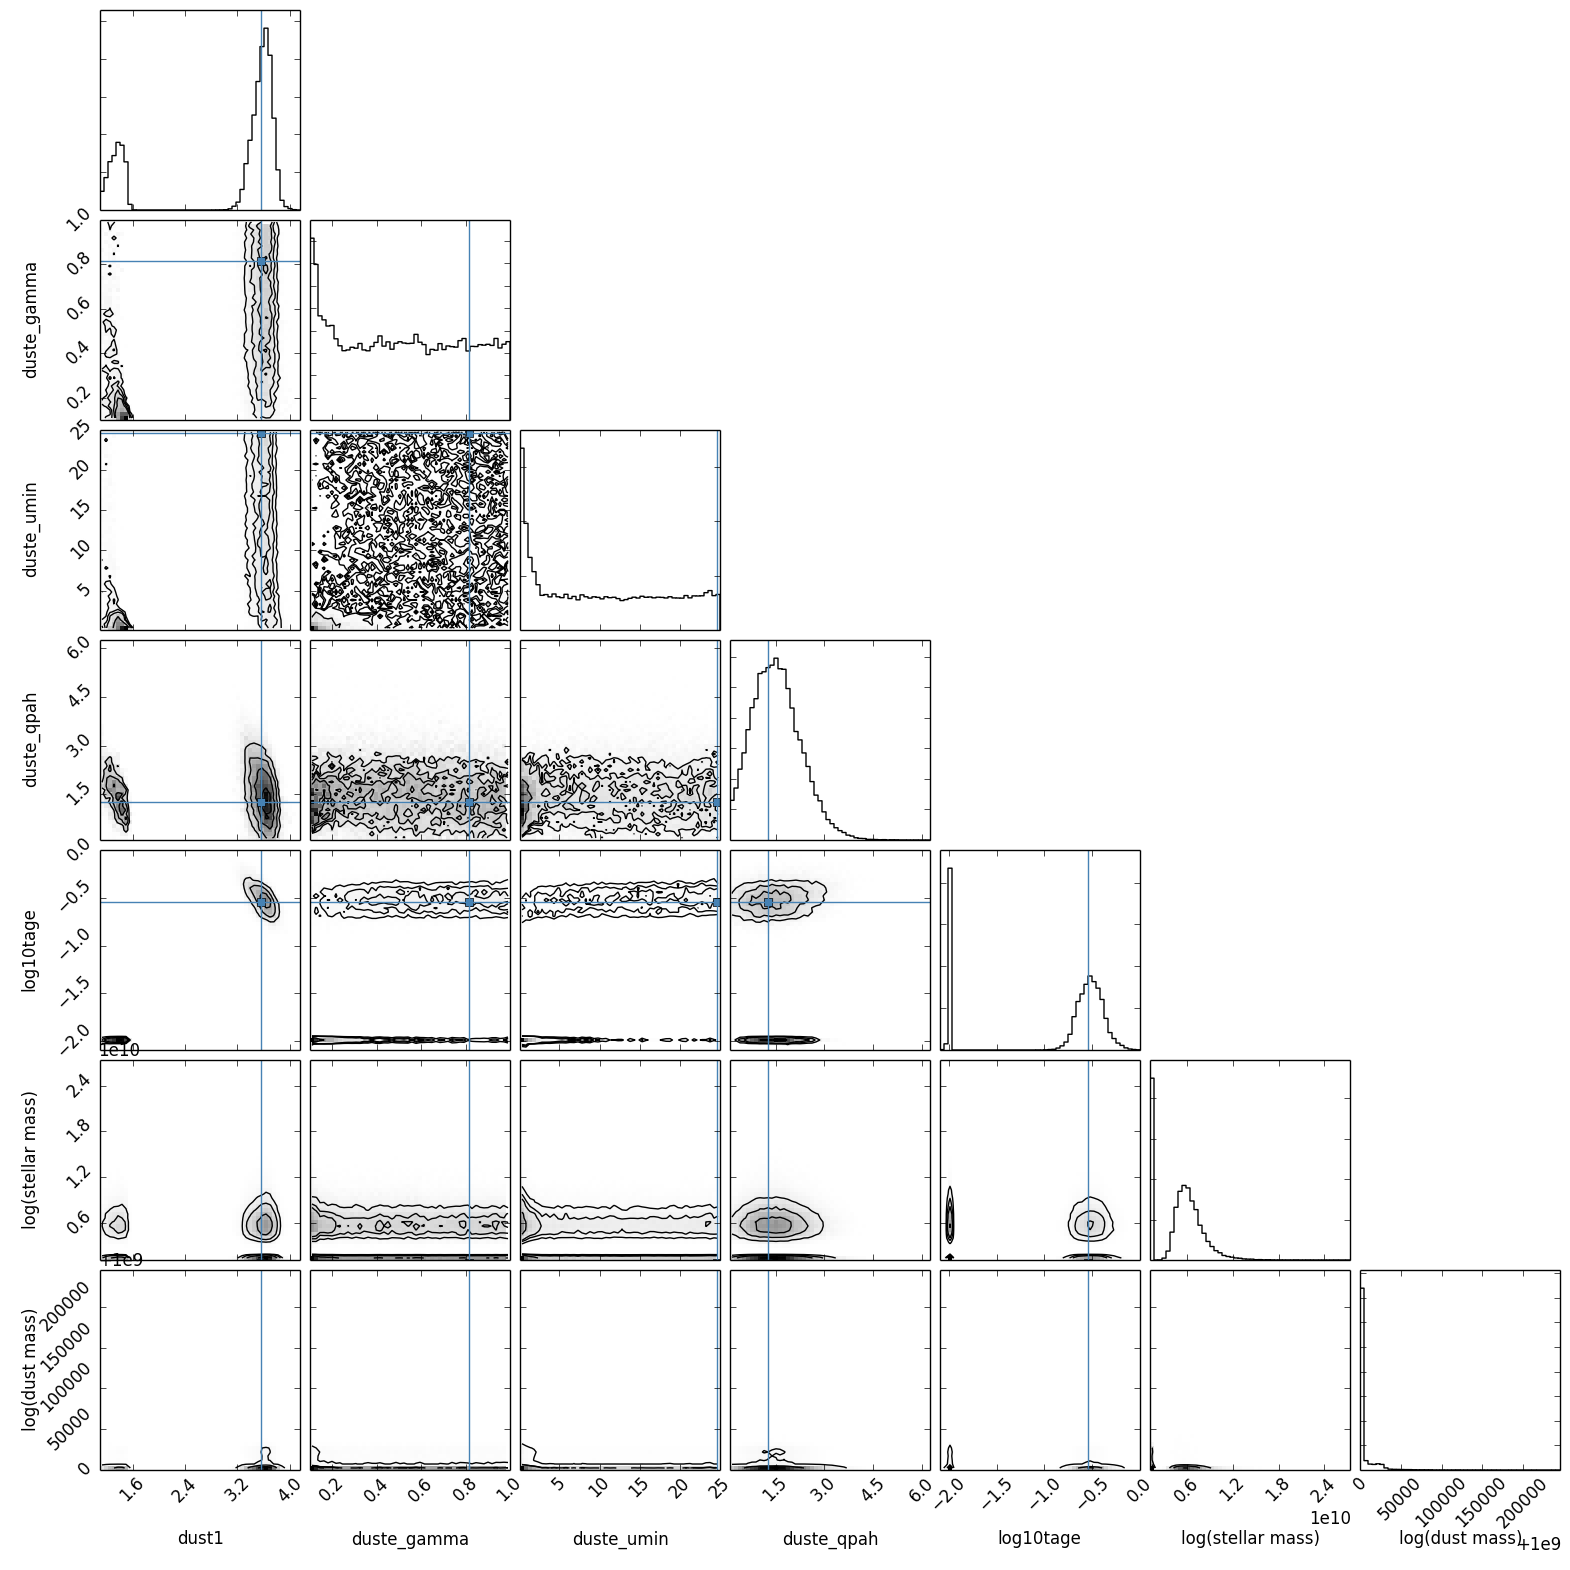 1.0
0.8
0.6
0.4
0.2
duste_gamma
25
20
15
10
5
duste_umin
6.0
4.5
3.0
1.5
0.0
duste_qpah
0.0
−0.5
−1.0
−1.5
−2.0
log10tage
1e10
2.4
1.8
1.2
0.6
log(stellar mass)
+1e9
200000
150000
100000
50000
0
log(dust mass)
1.6 2.4 3.2 4.0 0.2 0.4 0.6 0.8 1.0 5 10 15 20 25 1.5 3.0 4.5 6.0 −2.0 −1.5 −1.0 −0.5 0.0 0.6 1.2 1.8 2.4 0 50000 100000 150000 200000
1e10
dust1 duste_gamma duste_umin duste_qpah log10tage log(stellar mass) log(dust mass) +1e9